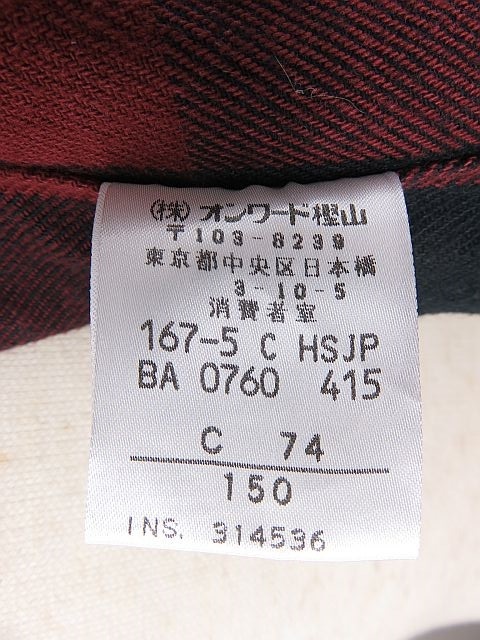 (株)オンワード樫山
〒103-8239
東京都中央区日本橋
3-10-5
消費者室
167-5 C HSJP
BA 0760 415
C 74
150
INS. 314536